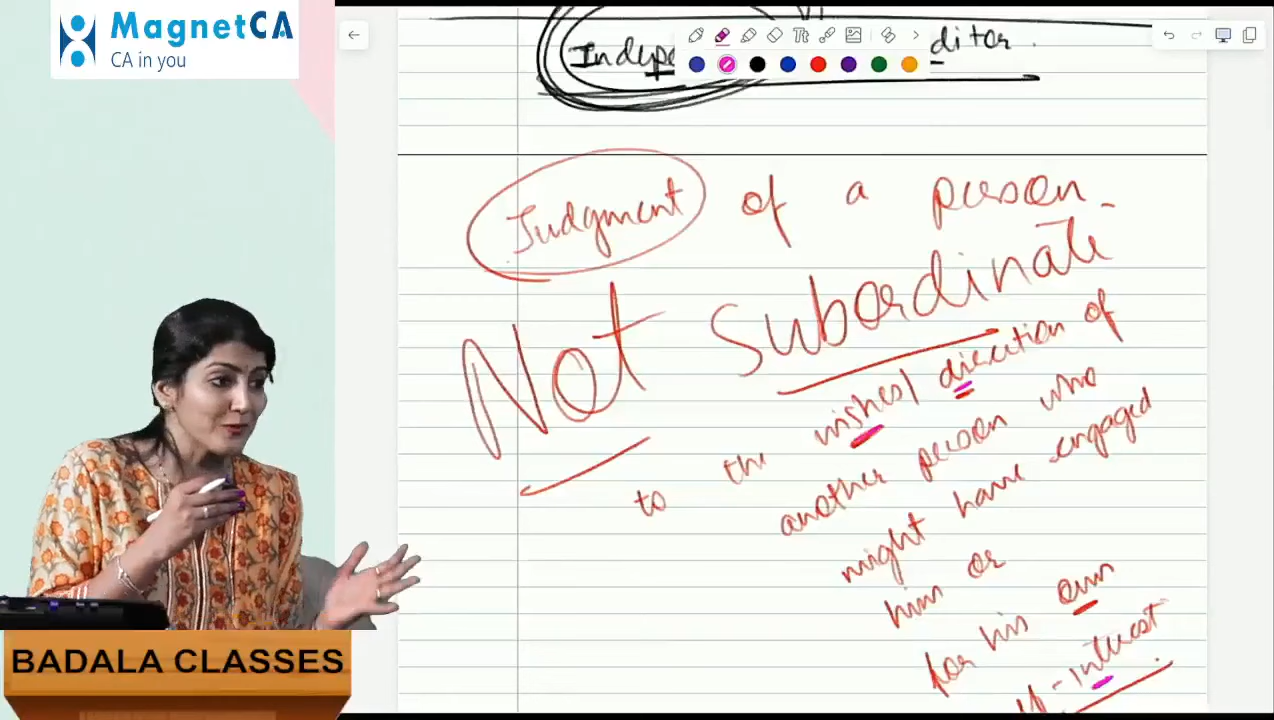 MagnetCA
CA in you
Indepe ditor.
Judgment of a person
Not subordinate
to the wishes/direction of
another person who
might have engaged
him or
for his own
-interest
BADALA CLASSES